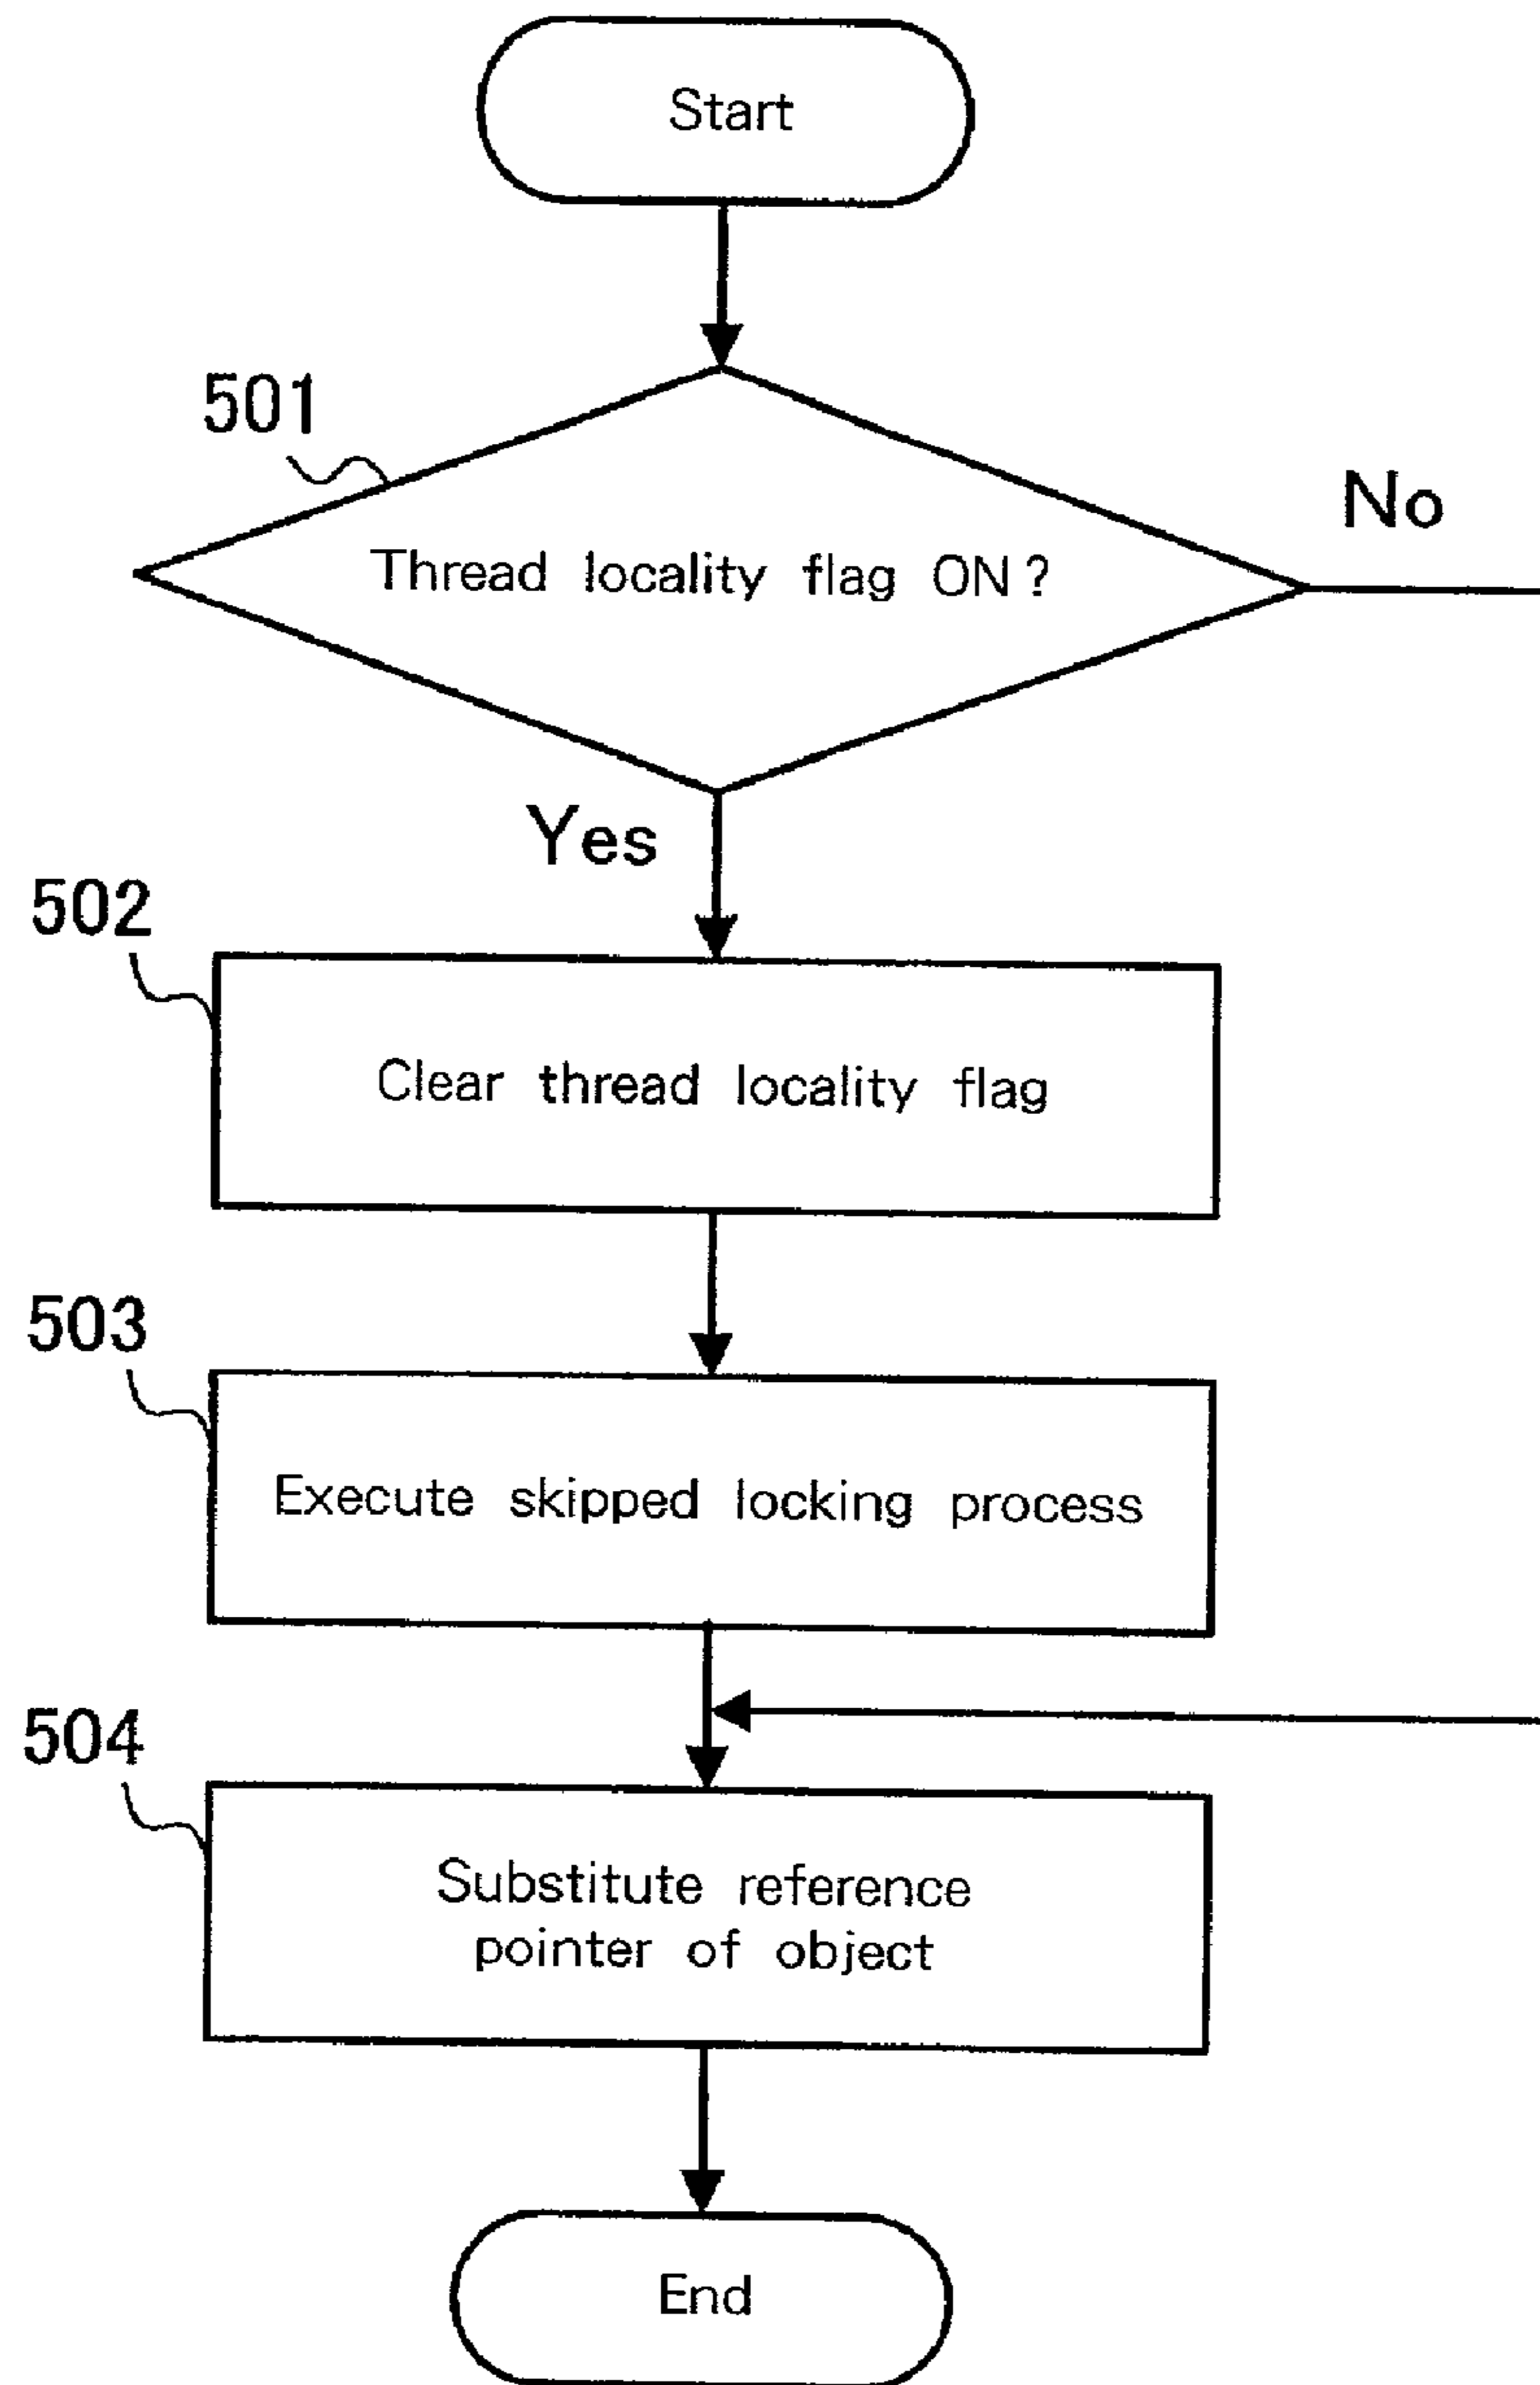 Start
501
Thread locality flag ON?
No
Yes
502
Clear thread locality flag
503
Execute skipped locking process
504
Substitute reference
pointer of object
End